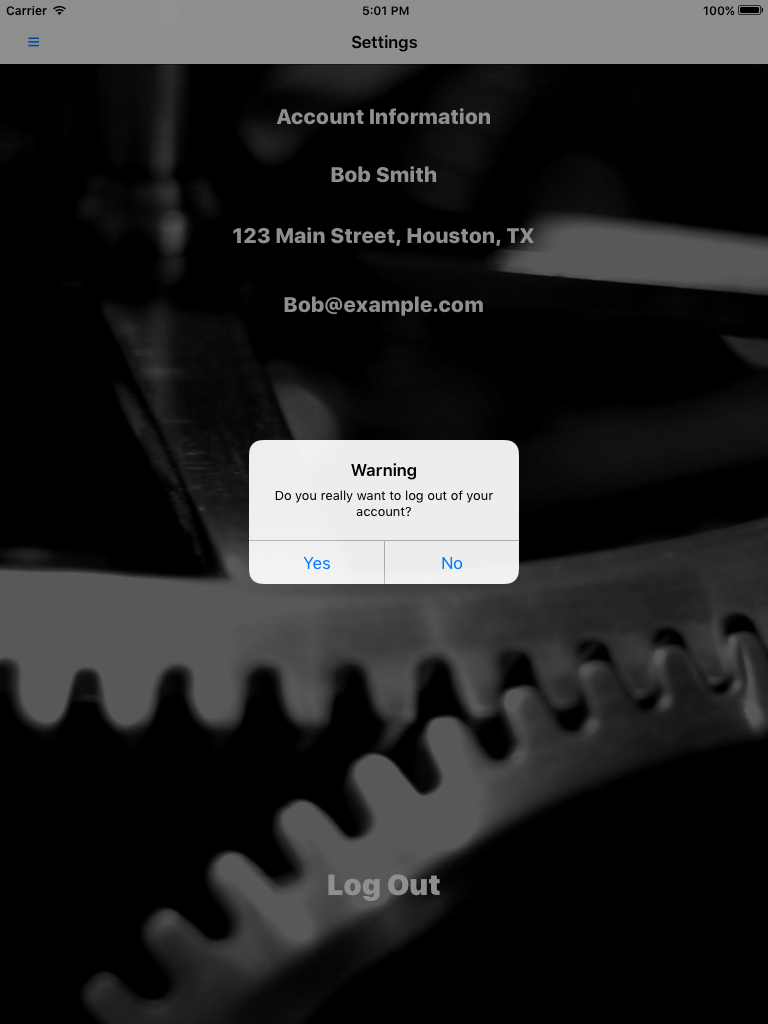 Carrier 5:01 PM 100%
Settings
Account Information
Bob Smith
123 Main Street, Houston, TX
Bob@example.com
Warning
Do you really want to log out of your
account?
Yes No
Log Out